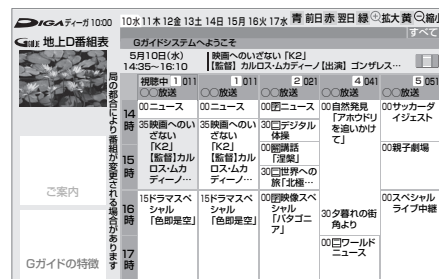 DIGAディーガ 10:00 10水 11木 12金 13土 14日 15月 16火 17水 青 前日 赤 翌日 緑 拡大 黄 縮小
すべて
GガイドシステムへようこそGUIDE 地上D番組表
5月10日(水) 映画へのいざない「K2」
14:35~16:10 【監督】カルロス・ムカディーノ【出演】ゴンザレス…
局の都合により番組が変更される場合があります
視聴中 1 011 1 011 2 021 4 041 5 051
○○放送 ○○放送 ○○放送 ○○放送 ○○放送
14時
15時
16時
17時
00ニュース
35映画へのい
ざない
「K2」
【監督】カル
ロス・ムカ
ディーノ…
15ドラマスペ
シャル
「色即是空」
00ニュース
35映画へのい
ざない
「K2」
【監督】カル
ロス・ムカ
ディーノ…
15ドラマスペ
シャル
「色即是空」
00ニュース
30デジタル
体操
00講話
「涅槃」
30世界への
旅「北極…
00映像スペ
シャル
「パタゴニ
ア」
00自然発見
「アホウドリ
を追いかけ
て」
30夕暮れの街
角より
00ワールド
ニュース
00サッカーダ
イジェスト
00親子劇場
00スペシャル
ライブ中継
ご案内
Gガイドの特徴